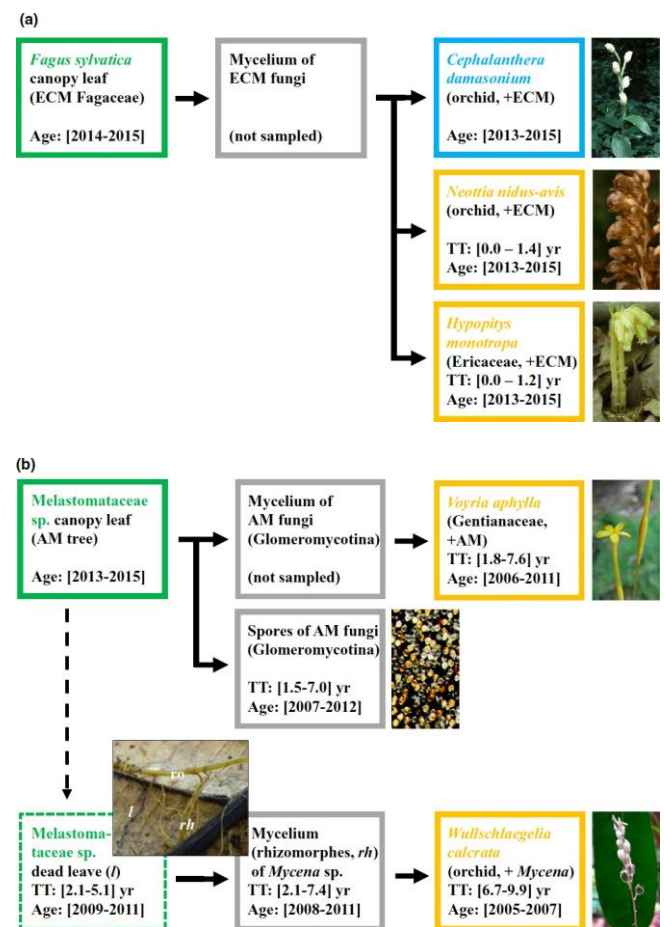 (a)
Fagus sylvatica
canopy leaf
(ECM Fagaceae)
Age: [2014-2015]
Mycelium of
ECM fungi
(not sampled)
Cephalanthera
damasonium
(orchid, +ECM)
Age: [2013-2015]
Neottia nidus-avis
(orchid, +ECM)
TT: [0.0 – 1.4] yr
Age: [2013-2015]
Hypopitys
monotropa
(Ericaceae, +ECM)
TT: [0.0 – 1.2] yr
Age: [2013-2015]
(b)
Melastomataceae
sp. canopy leaf
(AM tree)
Age: [2013-2015]
Mycelium of
AM fungi
(Glomeromycotina)
(not sampled)
Voyria aphylla
(Gentianaceae,
+AM)
TT: [1.8-7.6] yr
Age: [2006-2011]
Spores of AM fungi
(Glomeromycotina)
TT: [1.5-7.0] yr
Age: [2007-2012]
ro
l
rh
Melastoma-
taceae sp.
dead leave (l)
TT: [2.1-5.1] yr
Age: [2009-2011]
Mycelium
(rhizomorphes, rh)
of Mycena sp.
TT: [2.1-7.4] yr
Age: [2008-2011]
Wullschlaegelia
calcrata
(orchid, + Mycena)
TT: [6.7-9.9] yr
Age: [2005-2007]